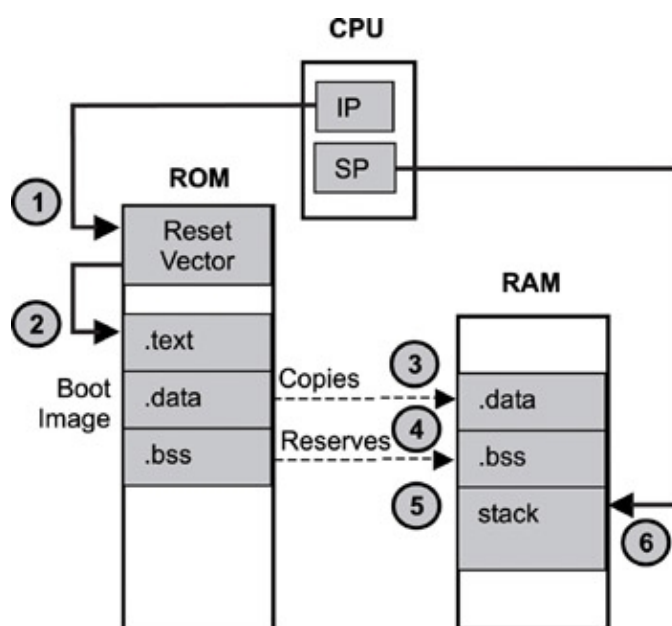 CPU
IP
SP
ROM
1
Reset
Vector
RAM
2
.text
3
Boot
Image
.data
Copies
.data
4
.bss
Reserves
.bss
5
stack
6